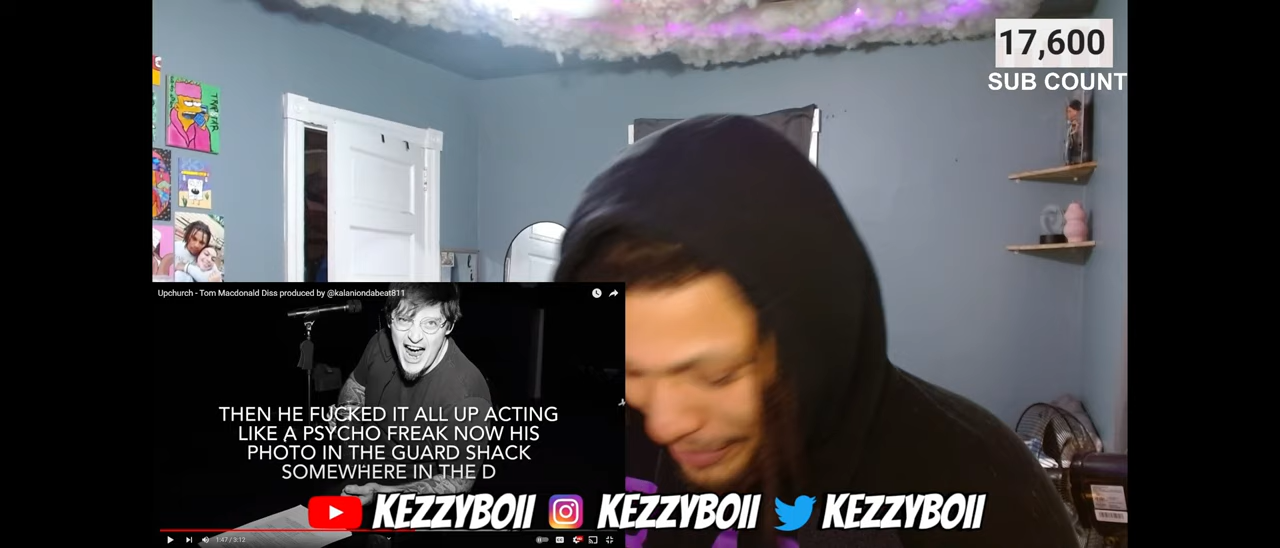 17,600
SUB COUNT
Upchurch - Tom Macdonald Diss produced by @kalaniondabeat811
THEN HE FUCKED IT ALL UP ACTING
LIKE A PSYCHO FREAK NOW HIS
PHOTO IN THE GUARD SHACK
SOMEWHERE IN THE D
KEZZYBOII KEZZYBOII KEZZYBOII
1:47 / 3:12